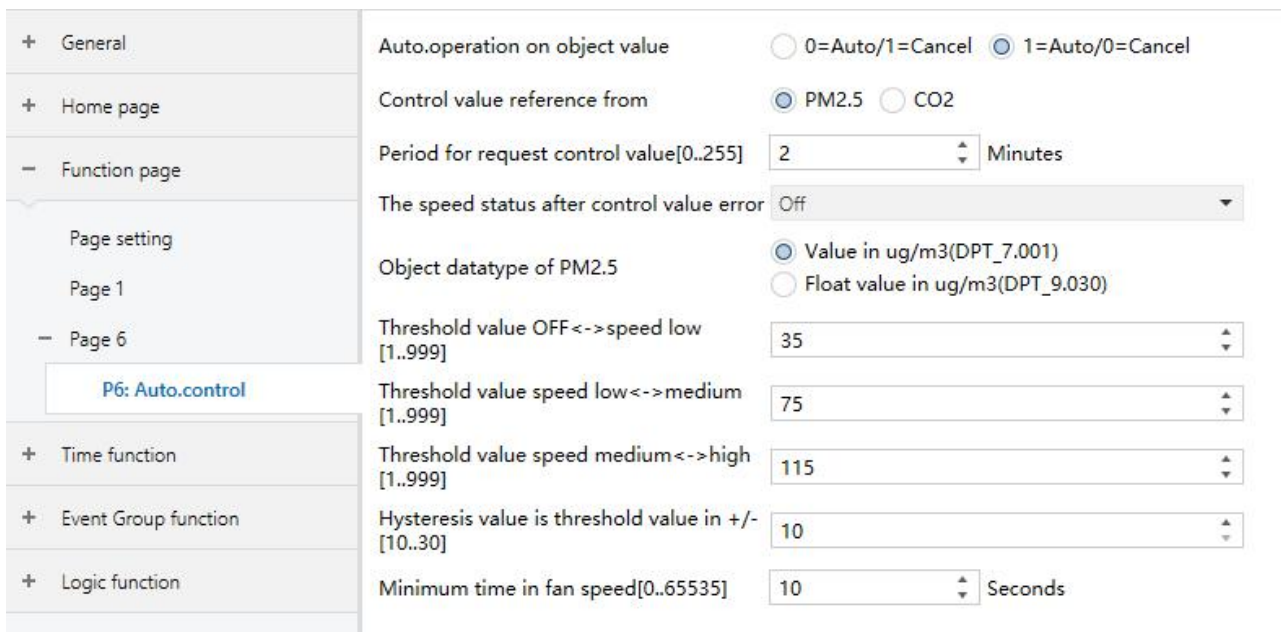 + General
+ Home page
− Function page
Page setting
Page 1
− Page 6
P6: Auto.control
+ Time function
+ Event Group function
+ Logic function
Auto.operation on object value 0=Auto/1=Cancel 1=Auto/0=Cancel
Control value reference from PM2.5 CO2
Period for request control value[0..255] 2 Minutes
The speed status after control value error Off
Object datatype of PM2.5
Value in ug/m3(DPT_7.001)
Float value in ug/m3(DPT_9.030)
Threshold value OFF<->speed low
[1..999]
35
Threshold value speed low<->medium
[1..999]
75
Threshold value speed medium<->high
[1..999]
115
Hysteresis value is threshold value in +/-
[10..30]
10
Minimum time in fan speed[0..65535] 10 Seconds